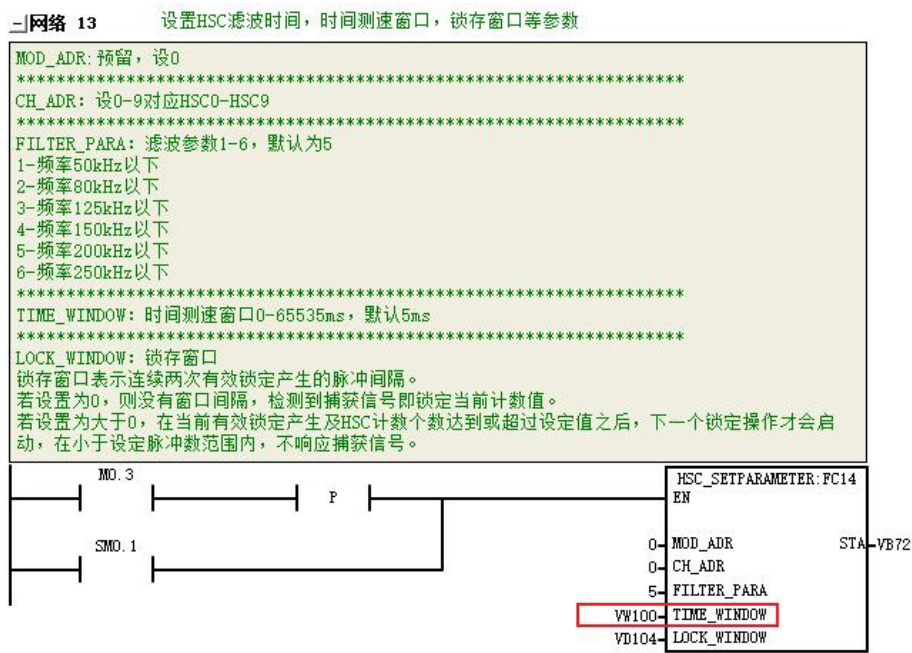 网络 13 设置HSC滤波时间，时间测速窗口，锁存窗口等参数
MOD_ADR: 预留，设0
*******************************************************************
CH_ADR: 设0-9对应HSC0-HSC9
*******************************************************************
FILTER_PARA: 滤波参数1-6，默认为5
1-频率50kHz以下
2-频率80kHz以下
3-频率125kHz以下
4-频率150kHz以下
5-频率200kHz以下
6-频率250kHz以下
*******************************************************************
TIME_WINDOW: 时间测速窗口0-65535ms，默认5ms
*******************************************************************
LOCK_WINDOW: 锁存窗口
锁存窗口表示连续两次有效锁定产生的脉冲间隔。
若设置为0，则没有窗口间隔，检测到捕获信号即锁定当前计数值。
若设置为大于0，在当前有效锁定产生及HSC计数个数达到或超过设定值之后，下一个锁定操作才会启
动，在小于设定脉冲数范围内，不响应捕获信号。
M0.3
P
HSC_SETPARAMETER:FC14
EN
SM0.1
0 MOD_ADR STA VB72
0 CH_ADR
5 FILTER_PARA
VW100 TIME_WINDOW
VD104 LOCK_WINDOW